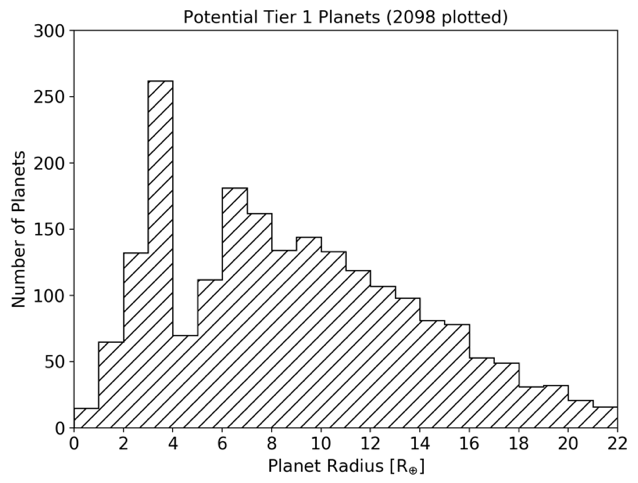 Potential Tier 1 Planets (2098 plotted)
300
250
200
150
100
50
0
Number of Planets
0 2 4 6 8 10 12 14 16 18 20 22
Planet Radius [R⊕]